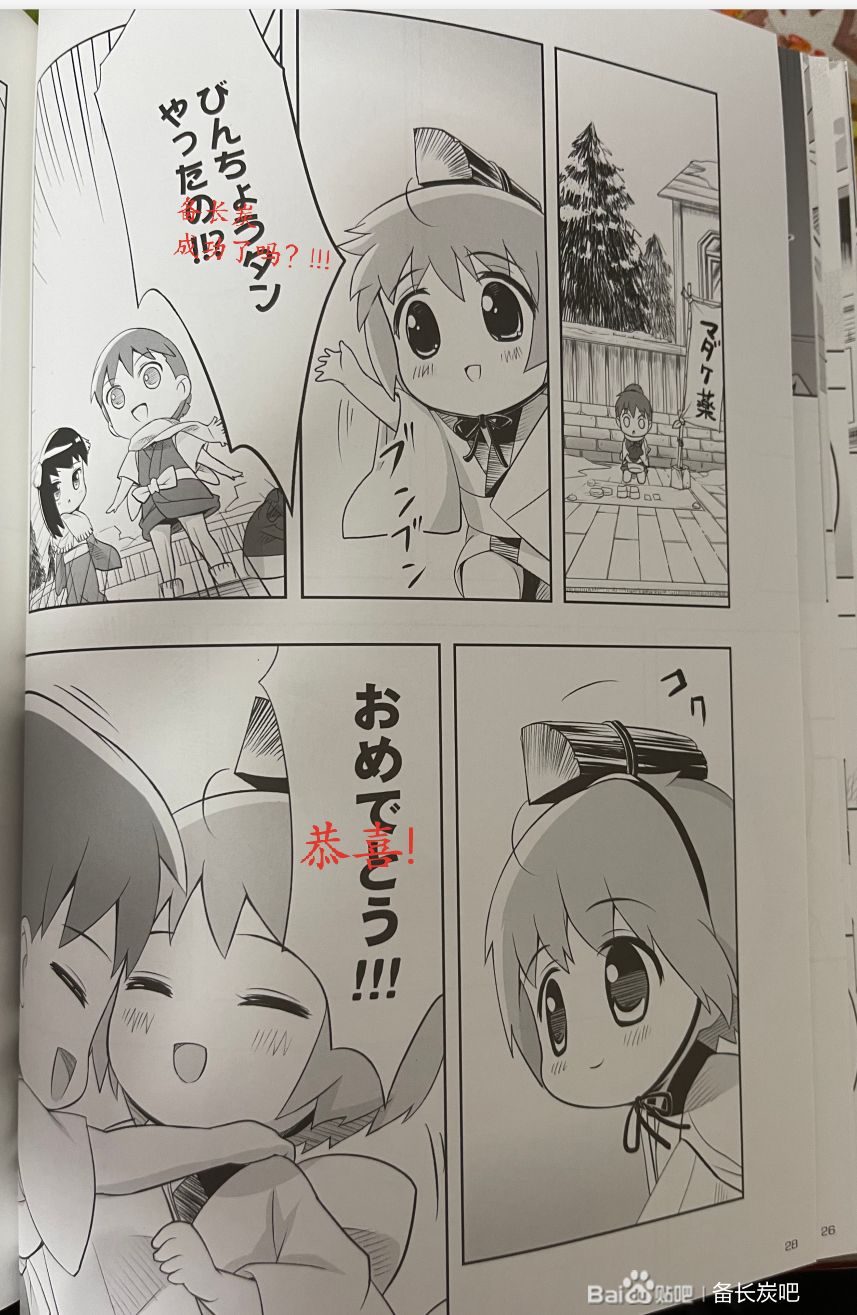 マダケ薬
ブンブン
びんちょうタン
やったの!?
备长炭
成功了吗？!!!
コク
おめでとう!!!
恭喜!
28
26
Bai贴吧 | 备长炭吧